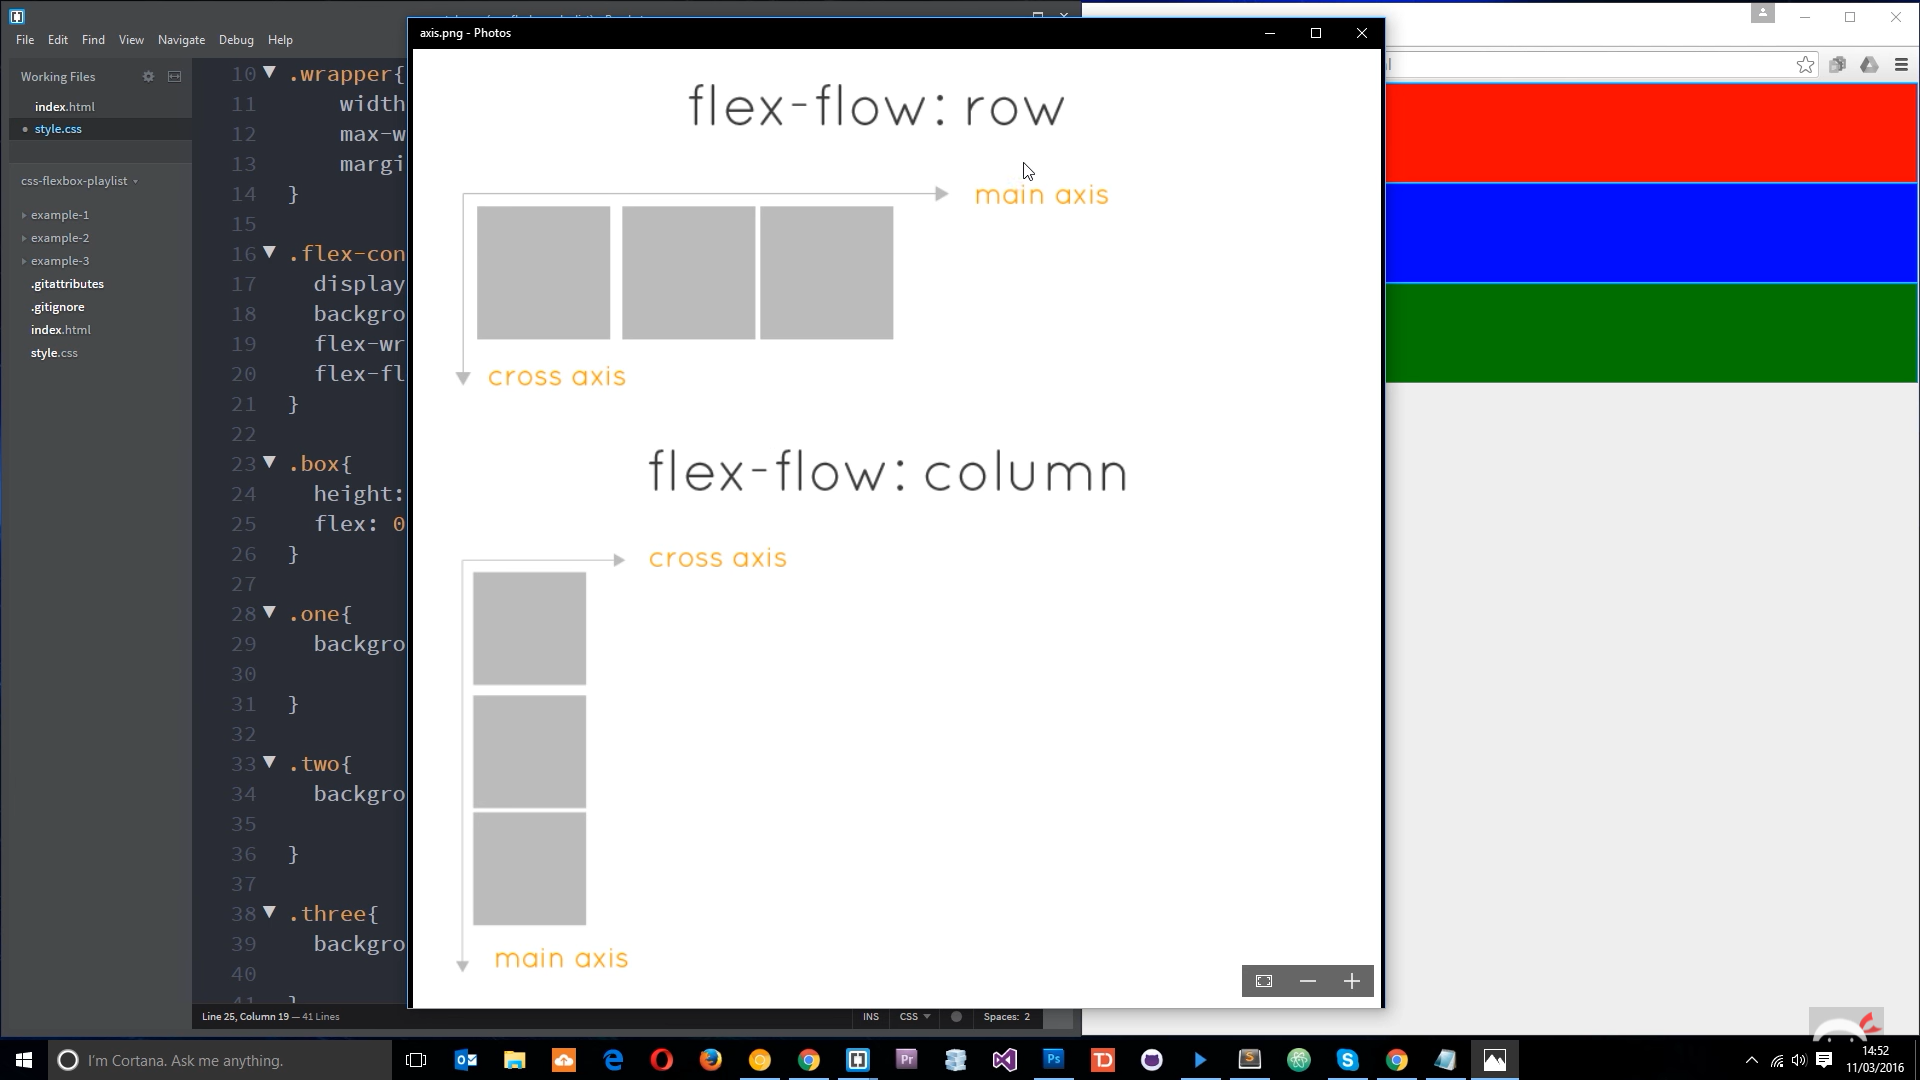 File Edit Find View Navigate Debug Help
Working Files
index.html
style.css
css-flexbox-playlist
example-1
example-2
example-3
.gitattributes
.gitignore
index.html
style.css
10 .wrapper{
11 width
12 max-w
13 margi
14 }
15
16 .flex-con
17 display
18 backgro
19 flex-wr
20 flex-fl
21 }
22
23 .box{
24 height:
25 flex: 0
26 }
27
28 .one{
29 backgro
30
31 }
32
33 .two{
34 backgro
35
36 }
37
38 .three{
39 backgro
40
41 }
Line 25, Column 19 — 41 Lines
INS CSS Spaces: 2
axis.png - Photos
flex-flow: row
main axis
cross axis
flex-flow: column
cross axis
main axis
I'm Cortana. Ask me anything.
14:52
11/03/2016